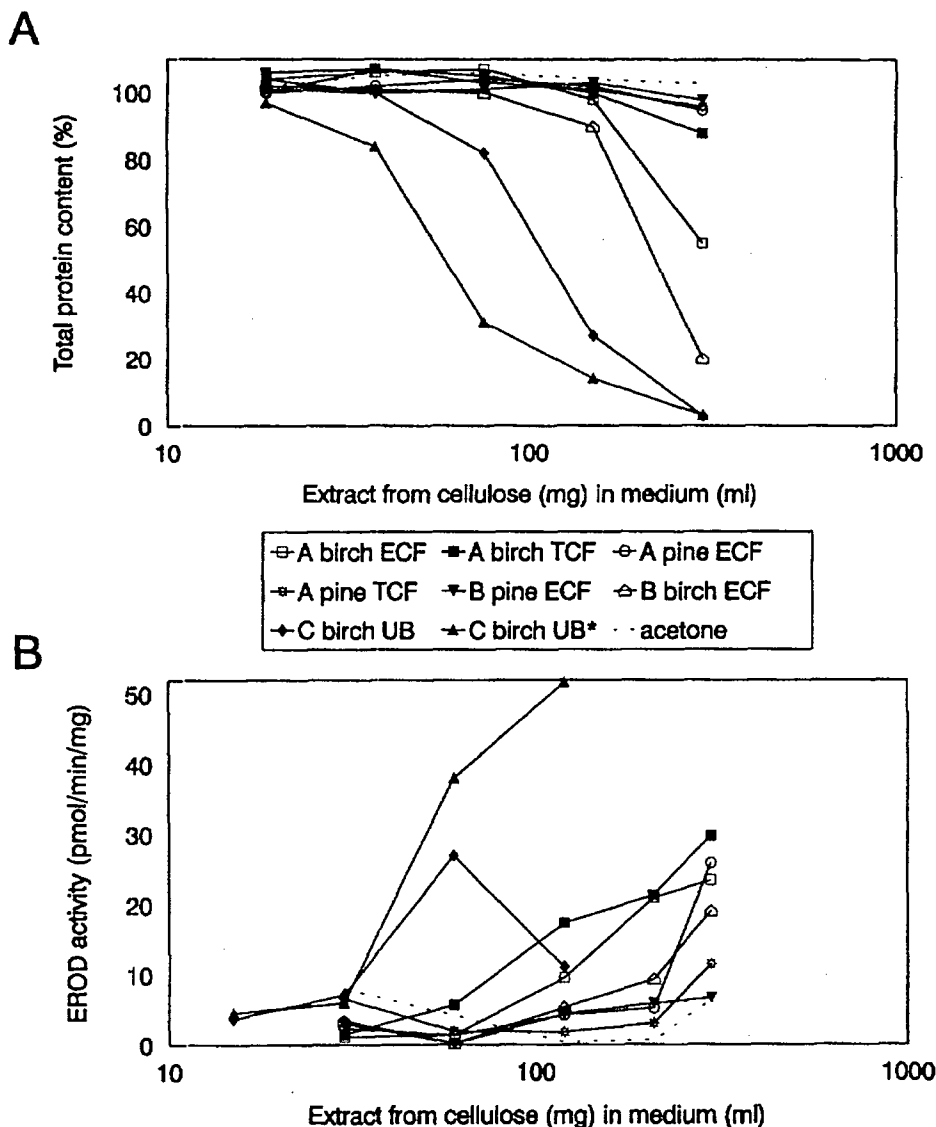 A
Total protein content (%)
100
80
60
40
20
0
10 100 1000
Extract from cellulose (mg) in medium (ml)
A birch ECF A birch TCF A pine ECF
A pine TCF B pine ECF B birch ECF
C birch UB C birch UB* acetone
B
EROD activity (pmol/min/mg)
50
40
30
20
10
0
10 100 1000
Extract from cellulose (mg) in medium (ml)